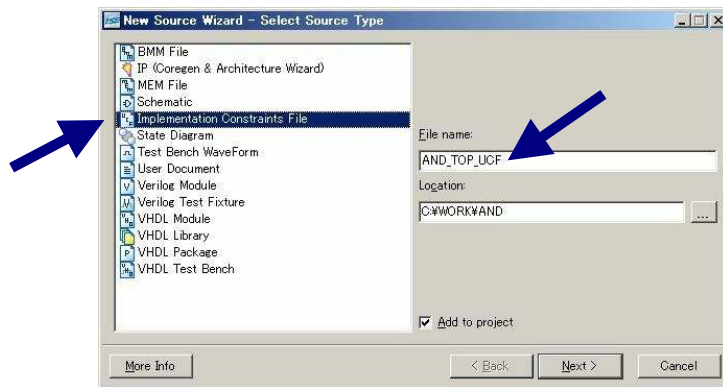 New Source Wizard - Select Source Type
BMM File
IP (Coregen & Architecture Wizard)
MEM File
Schematic
Implementation Constraints File
State Diagram
Test Bench WaveForm
User Document
Verilog Module
Verilog Test Fixture
VHDL Module
VHDL Library
VHDL Package
VHDL Test Bench
File name:
AND_TOP_UCF
Location:
C:¥WORK¥AND
...
Add to project
More Info
< Back
Next >
Cancel